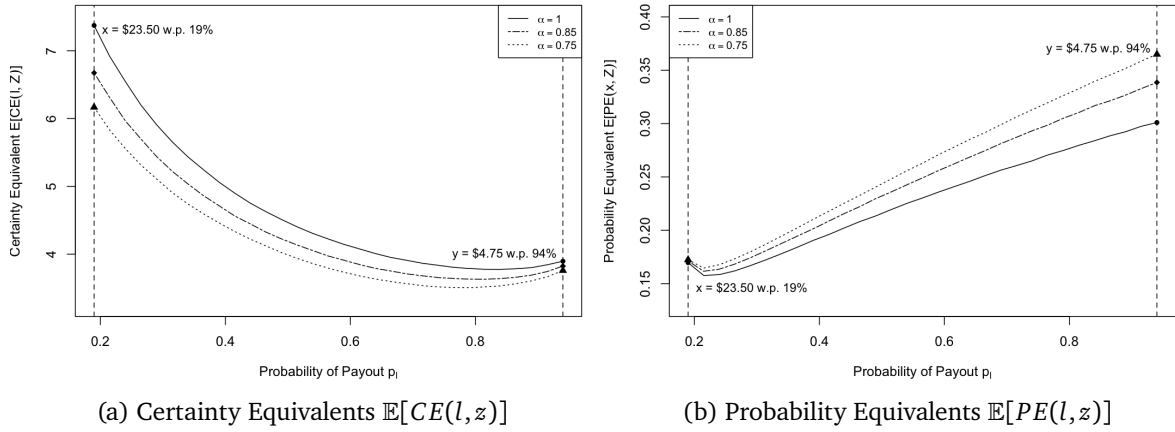 Certainty Equivalent E[CE(l, Z)]
7
6
5
4
x = $23.50 w.p. 19%
α = 1
α = 0.85
α = 0.75
y = $4.75 w.p. 94%
0.2 0.4 0.6 0.8
Probability of Payout pl
(a) Certainty Equivalents 𝔼[CE(l, z)]
Probability Equivalent E[PE(x, Z)]
0.40
0.35
0.30
0.25
0.20
0.15
α = 1
α = 0.85
α = 0.75
y = $4.75 w.p. 94%
x = $23.50 w.p. 19%
0.2 0.4 0.6 0.8
Probability of Payout pl
(b) Probability Equivalents 𝔼[PE(l, z)]